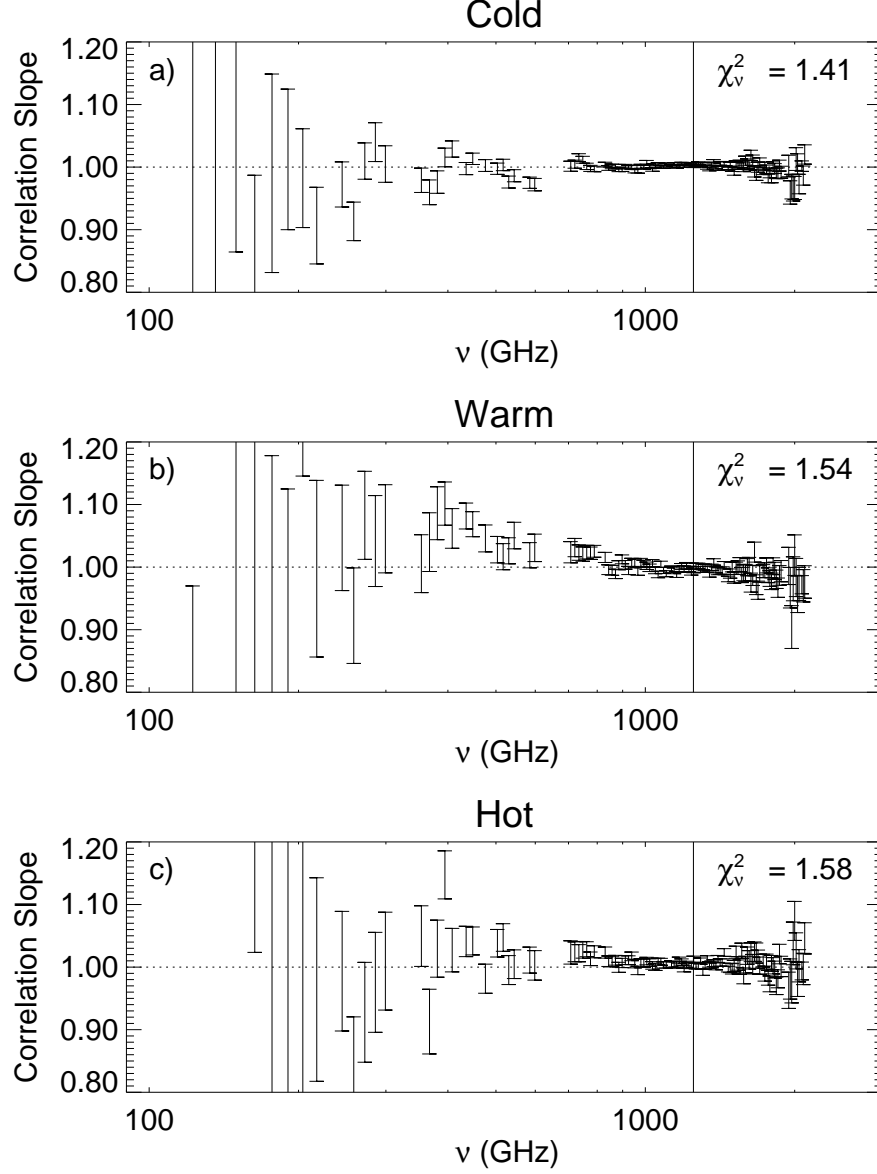 Cold
a)
χ²ν = 1.41
Correlation Slope
1.20
1.10
1.00
0.90
0.80
100
1000
ν (GHz)
Warm
b)
χ²ν = 1.54
Correlation Slope
1.20
1.10
1.00
0.90
0.80
100
1000
ν (GHz)
Hot
c)
χ²ν = 1.58
Correlation Slope
1.20
1.10
1.00
0.90
0.80
100
1000
ν (GHz)